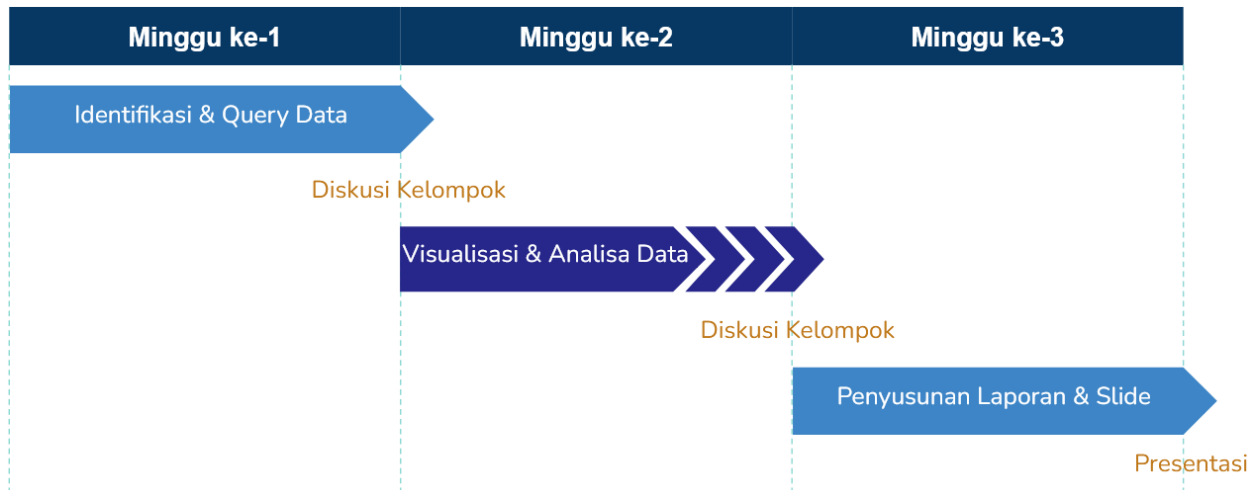 Minggu ke-1
Minggu ke-2
Minggu ke-3
Identifikasi & Query Data
Diskusi Kelompok
Visualisasi & Analisa Data
Diskusi Kelompok
Penyusunan Laporan & Slide
Presentasi